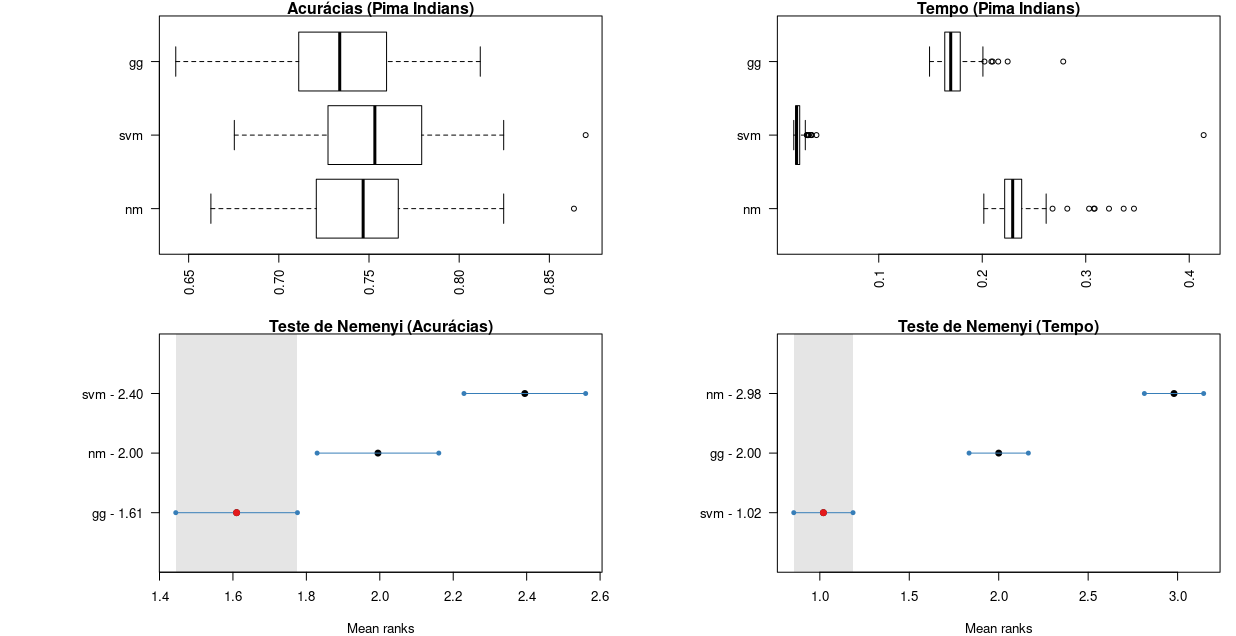 Acurácias (Pima Indians)
gg
svm
nm
0.65
0.70
0.75
0.80
0.85
Tempo (Pima Indians)
gg
svm
nm
0.1
0.2
0.3
0.4
Teste de Nemenyi (Acurácias)
svm - 2.40
nm - 2.00
gg - 1.61
1.4 1.6 1.8 2.0 2.2 2.4 2.6
Mean ranks
Teste de Nemenyi (Tempo)
nm - 2.98
gg - 2.00
svm - 1.02
1.0 1.5 2.0 2.5 3.0
Mean ranks